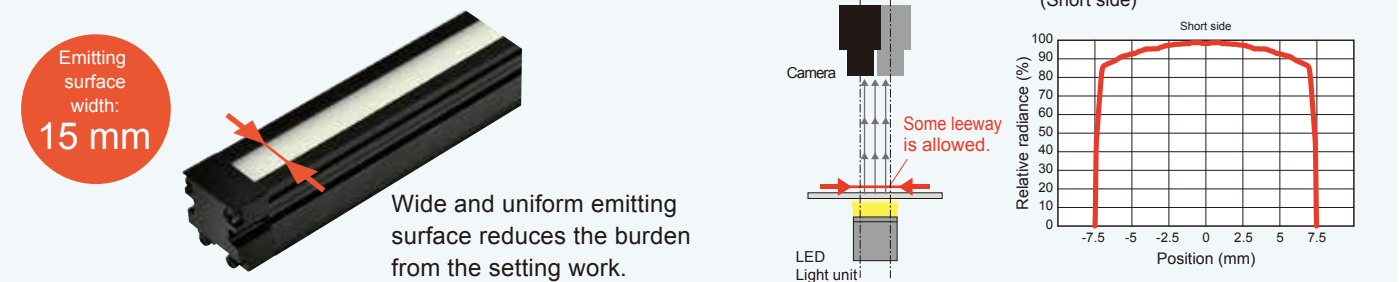 Emitting
surface
width:
15 mm
Wide and uniform emitting
surface reduces the burden
from the setting work.
Camera
Some leeway
is allowed.
LED
Light unit
(Short side)
Short side
Relative radiance (%)
100
90
80
70
60
50
40
30
20
10
0
-7.5 -5 -2.5 0 2.5 5 7.5
Position (mm)